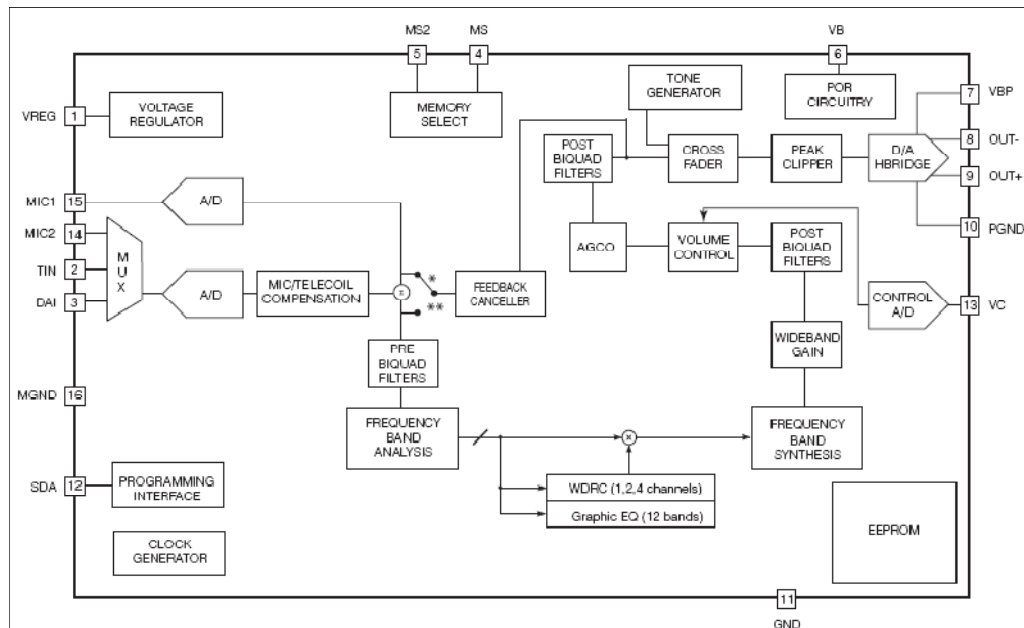 MS2
MS
VB
5
4
6
VREG
1
VOLTAGE
REGULATOR
MEMORY
SELECT
TONE
GENERATOR
POR
CIRCUITRY
7
VBP
8
OUT-
9
OUT+
10
PGND
POST
BIQUAD
FILTERS
CROSS
FADER
PEAK
CLIPPER
D/A
HBRIDGE
MIC1
15
A/D
MIC2
14
TIN
2
DAI
3
MUX
A/D
MIC/TELECOIL
COMPENSATION
*
**
×
FEEDBACK
CANCELLER
AGCO
VOLUME
CONTROL
POST
BIQUAD
FILTERS
CONTROL
A/D
13
VC
PRE
BIQUAD
FILTERS
WIDEBAND
GAIN
MGND
16
FREQUENCY
BAND
ANALYSIS
×
FREQUENCY
BAND
SYNTHESIS
SDA
12
PROGRAMMING
INTERFACE
WDRC (1,2,4 channels)
Graphic EQ (12 bands)
CLOCK
GENERATOR
EEPROM
11
GND